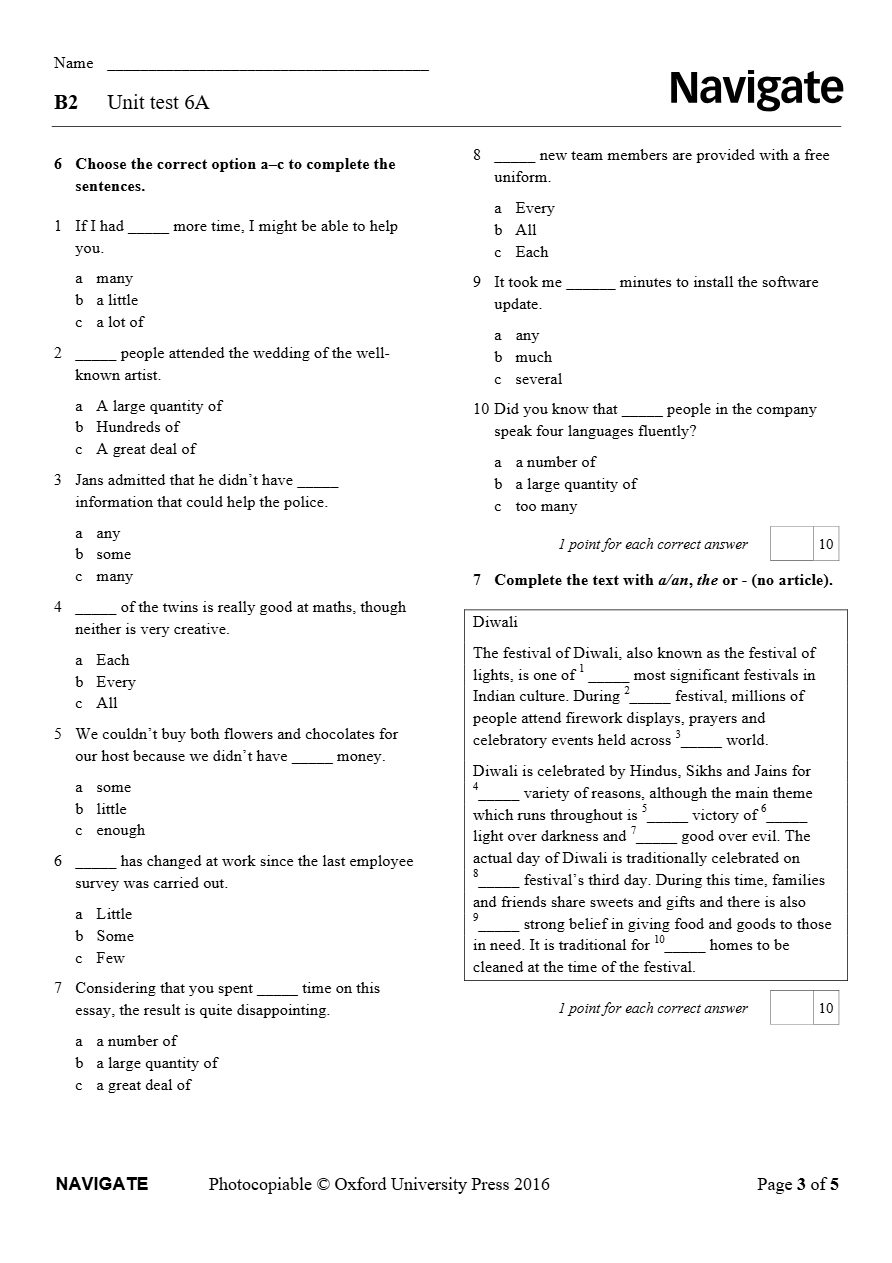 Name ________________________________________
Navigate
B2 Unit test 6A
6 Choose the correct option a–c to complete the
sentences.
1 If I had _____ more time, I might be able to help
you.
a many
b a little
c a lot of
2 _____ people attended the wedding of the well-
known artist.
a A large quantity of
b Hundreds of
c A great deal of
3 Jans admitted that he didn’t have _____
information that could help the police.
a any
b some
c many
4 _____ of the twins is really good at maths, though
neither is very creative.
a Each
b Every
c All
5 We couldn’t buy both flowers and chocolates for
our host because we didn’t have _____ money.
a some
b little
c enough
6 _____ has changed at work since the last employee
survey was carried out.
a Little
b Some
c Few
7 Considering that you spent _____ time on this
essay, the result is quite disappointing.
a a number of
b a large quantity of
c a great deal of
8 _____ new team members are provided with a free
uniform.
a Every
b All
c Each
9 It took me ______ minutes to install the software
update.
a any
b much
c several
10 Did you know that _____ people in the company
speak four languages fluently?
a a number of
b a large quantity of
c too many
1 point for each correct answer 10
7 Complete the text with a/an, the or - (no article).
Diwali
The festival of Diwali, also known as the festival of
lights, is one of 1 _____ most significant festivals in
Indian culture. During 2_____ festival, millions of
people attend firework displays, prayers and
celebratory events held across 3_____ world.
Diwali is celebrated by Hindus, Sikhs and Jains for
4_____ variety of reasons, although the main theme
which runs throughout is 5_____ victory of 6_____
light over darkness and 7_____ good over evil. The
actual day of Diwali is traditionally celebrated on
8_____ festival’s third day. During this time, families
and friends share sweets and gifts and there is also
9_____ strong belief in giving food and goods to those
in need. It is traditional for 10_____ homes to be
cleaned at the time of the festival.
1 point for each correct answer 10
NAVIGATE Photocopiable © Oxford University Press 2016 Page 3 of 5